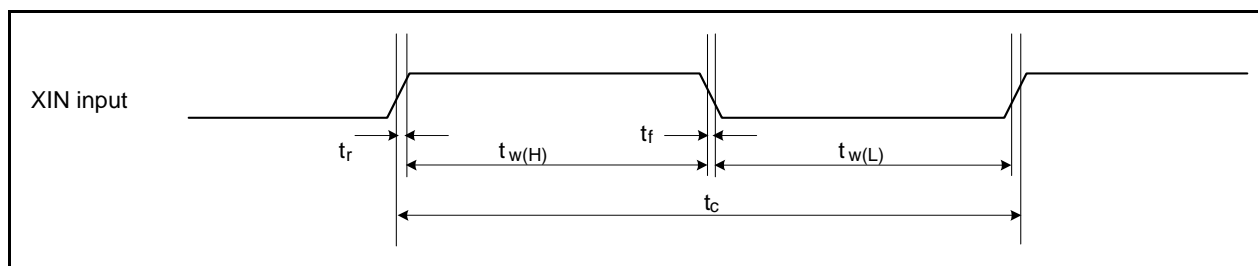 XIN input
tr
tf
tw(H)
tw(L)
tc